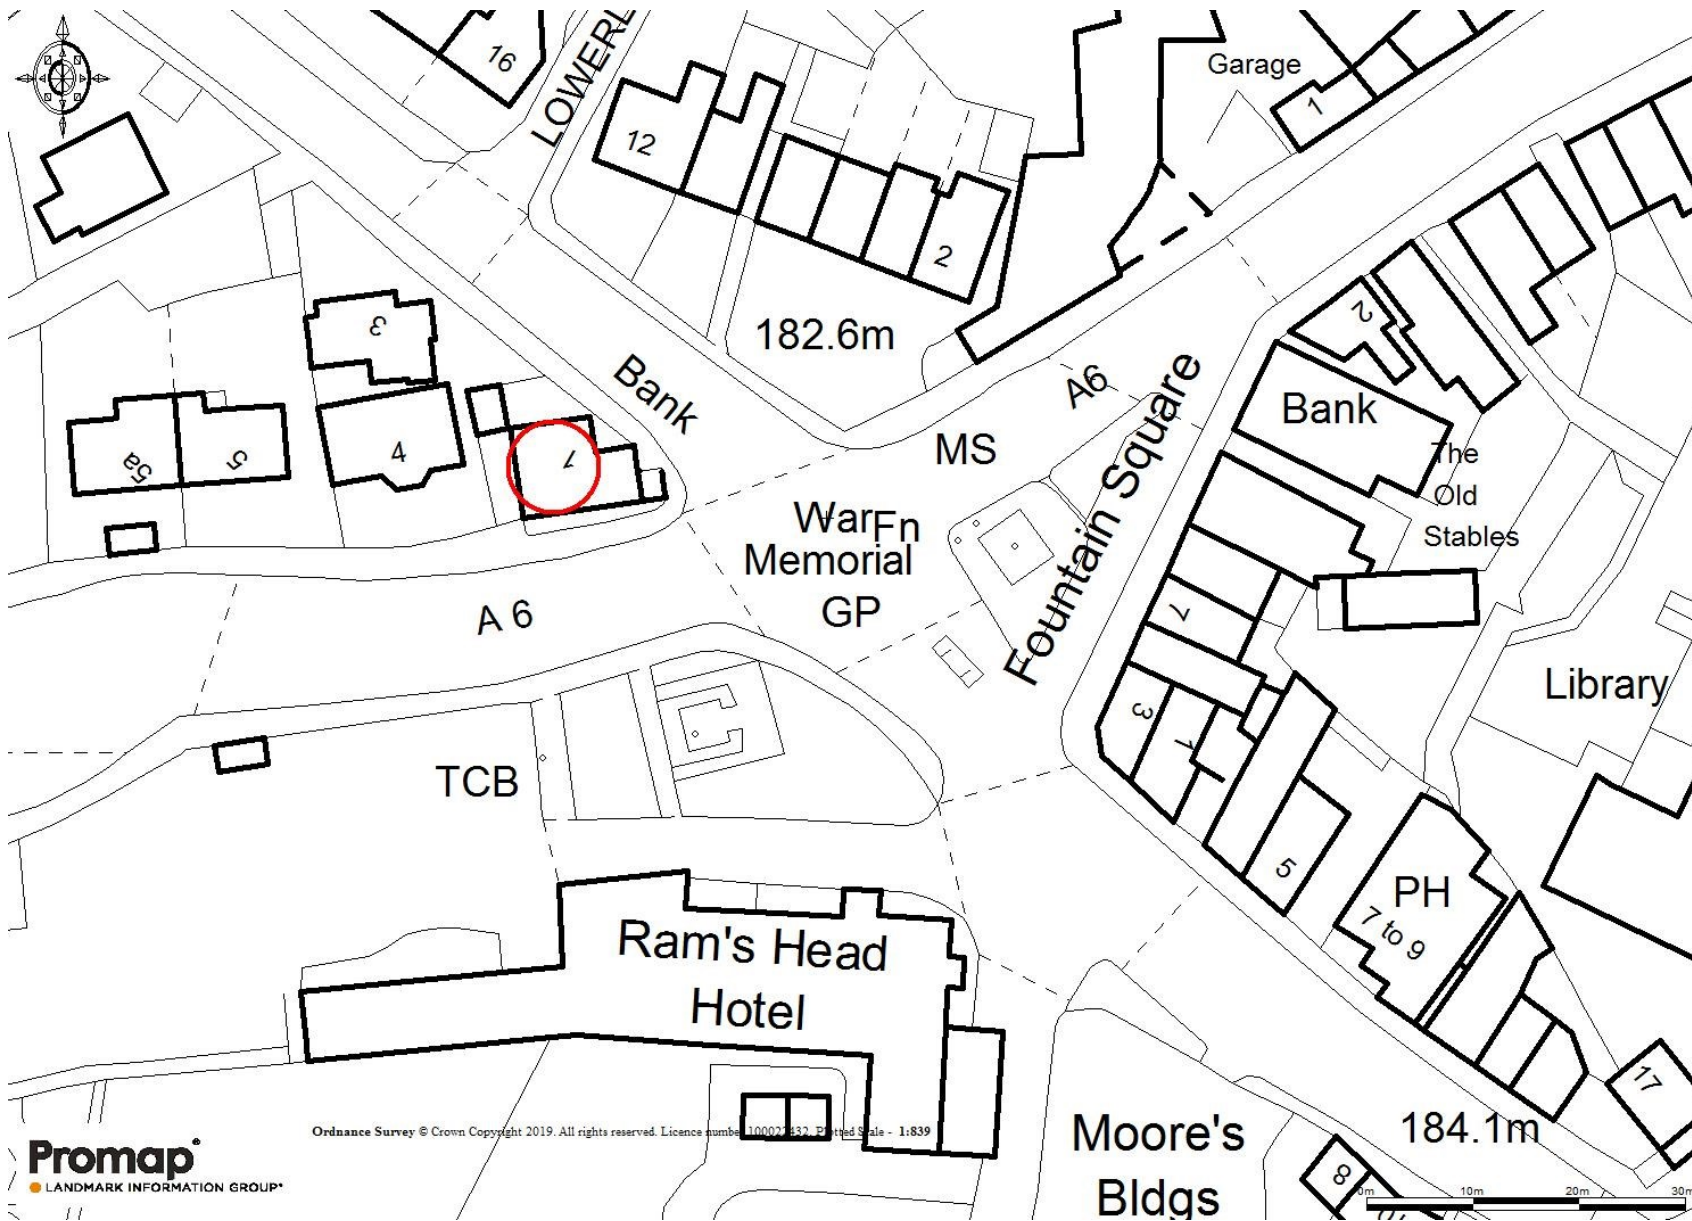 16
LOWERL
Garage
1
12
2
182.6m
3
Bank
A6
Fountain Square
2
Bank
The
Old
Stables
MS
5a
5
4
1
War
Fn
Memorial
GP
A 6
7
Library
3
1
TCB
5
PH
7 to 9
Ram's Head
Hotel
17
184.1m
Moore's
Bldgs
8
Ordnance Survey © Crown Copyright 2019. All rights reserved. Licence number 100022432. Plotted Scale - 1:839
Promap®
LANDMARK INFORMATION GROUP®
0m 10m 20m 30m